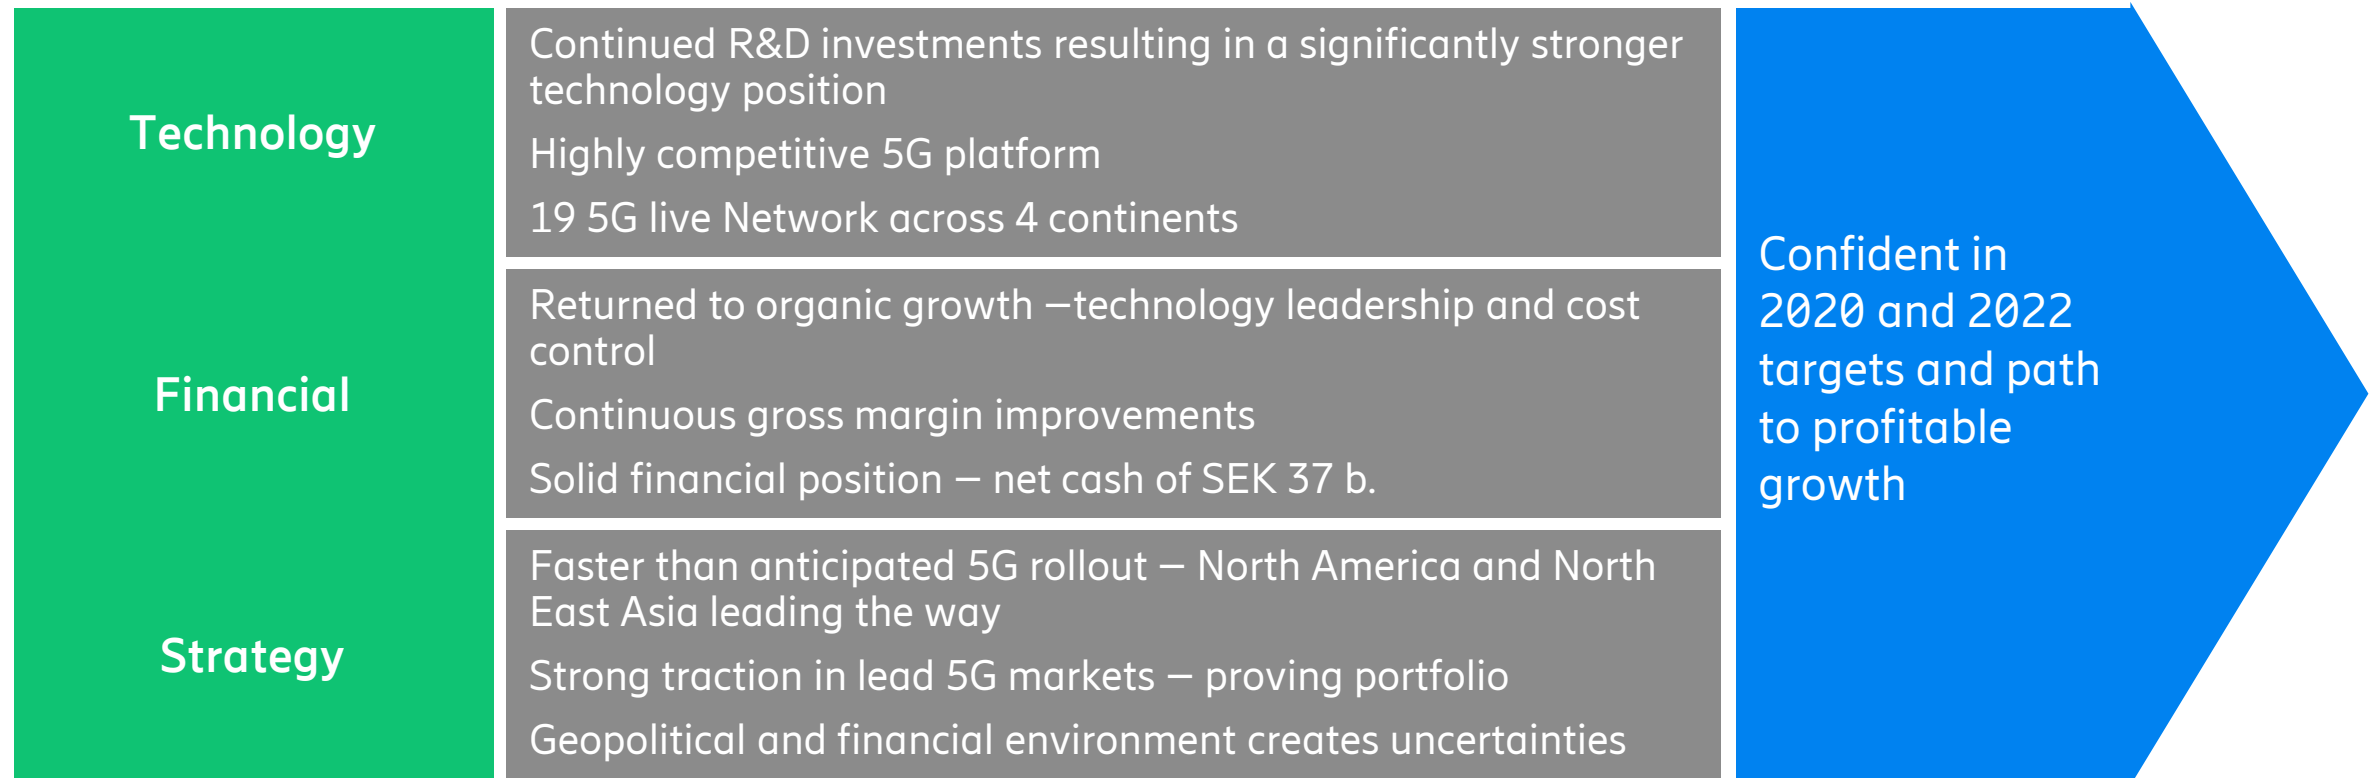 Technology
Continued R&D investments resulting in a significantly stronger
technology position
Highly competitive 5G platform
19 5G live Network across 4 continents
Financial
Returned to organic growth —technology leadership and cost
control
Continuous gross margin improvements
Solid financial position — net cash of SEK 37 b.
Strategy
Faster than anticipated 5G rollout — North America and North
East Asia leading the way
Strong traction in lead 5G markets — proving portfolio
Geopolitical and financial environment creates uncertainties
Confident in
2020 and 2022
targets and path
to profitable
growth